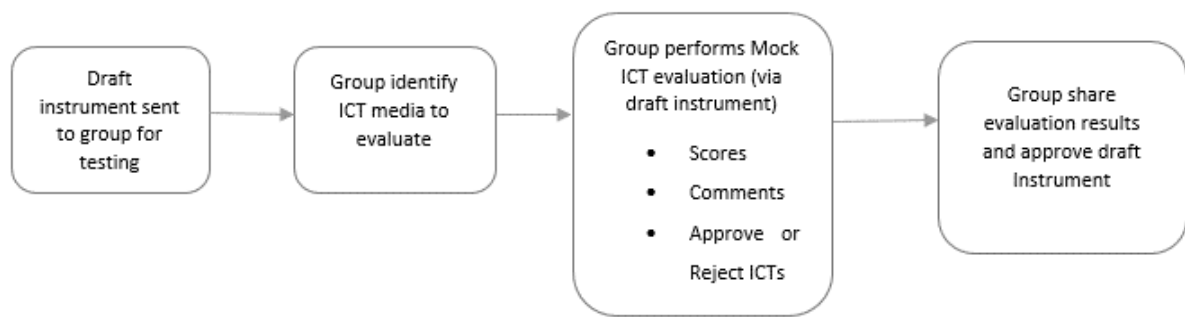 Draft
instrument sent
to group for
testing
Group identify
ICT media to
evaluate
Group performs Mock
ICT evaluation (via
draft instrument)
• Scores
• Comments
• Approve or
Reject ICTs
Group share
evaluation results
and approve draft
Instrument